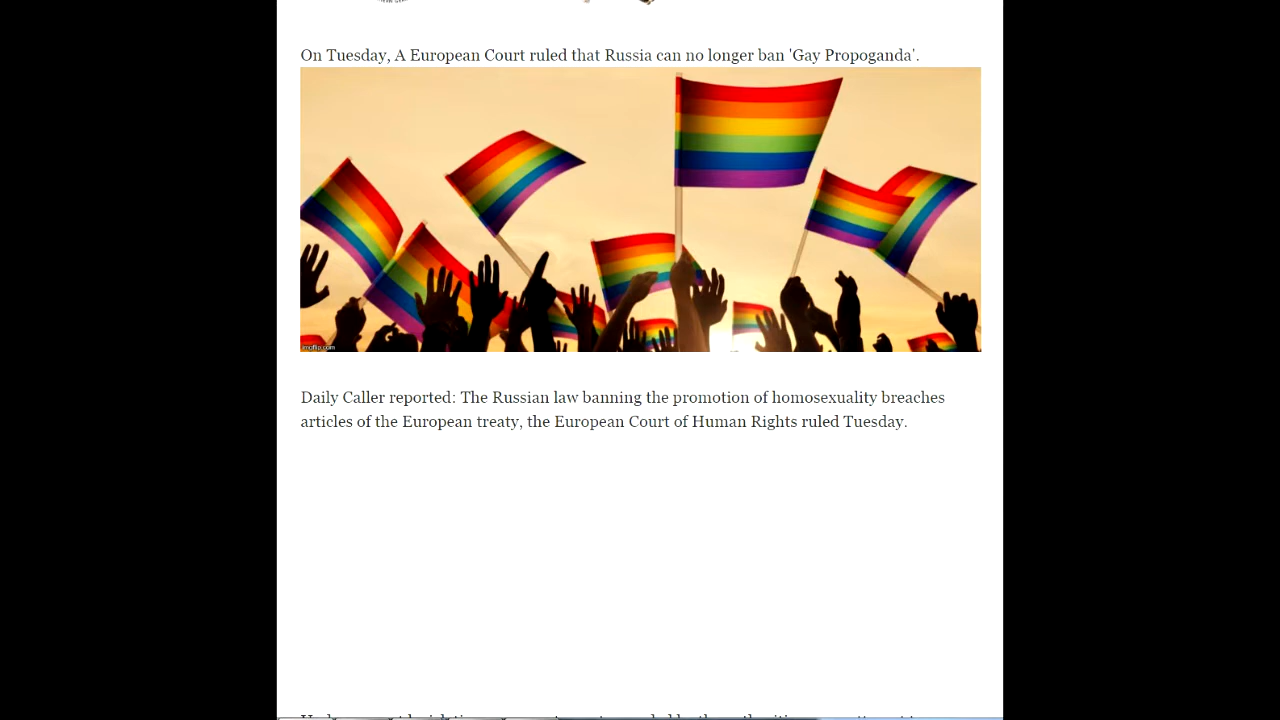 On Tuesday, A European Court ruled that Russia can no longer ban 'Gay Propoganda'.
imgflip.com
Daily Caller reported: The Russian law banning the promotion of homosexuality breaches
articles of the European treaty, the European Court of Human Rights ruled Tuesday.